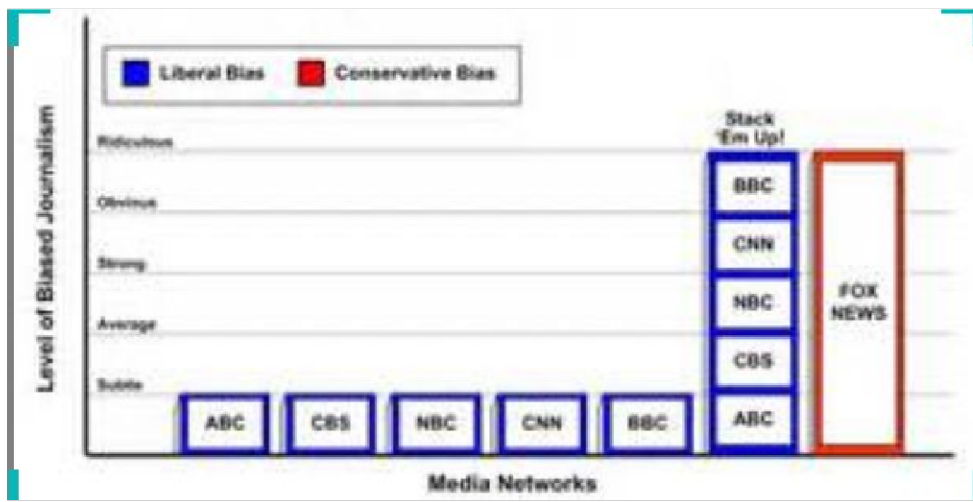 Liberal Bias
Conservative Bias
Level of Biased Journalism
Stack
'Em Up!
Ridiculous
Obvious
Strong
Average
Subtle
BBC
CNN
NBC
CBS
ABC
FOX
NEWS
ABC
CBS
NBC
CNN
BBC
Media Networks